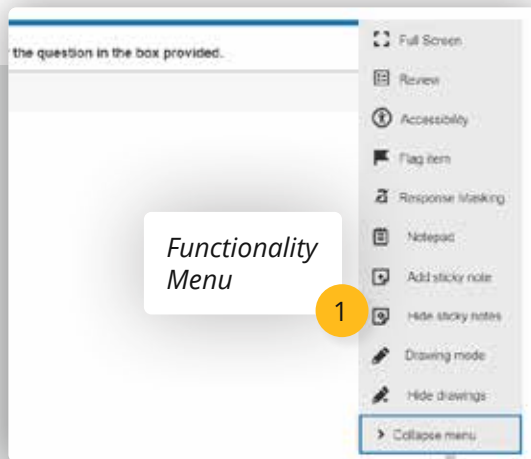 the question in the box provided.
Full Screen
Review
Accessibility
Flag item
Response Masking
Notepad
Add sticky note
Hide sticky notes
Drawing mode
Hide drawings
Collapse menu
Functionality
Menu
1